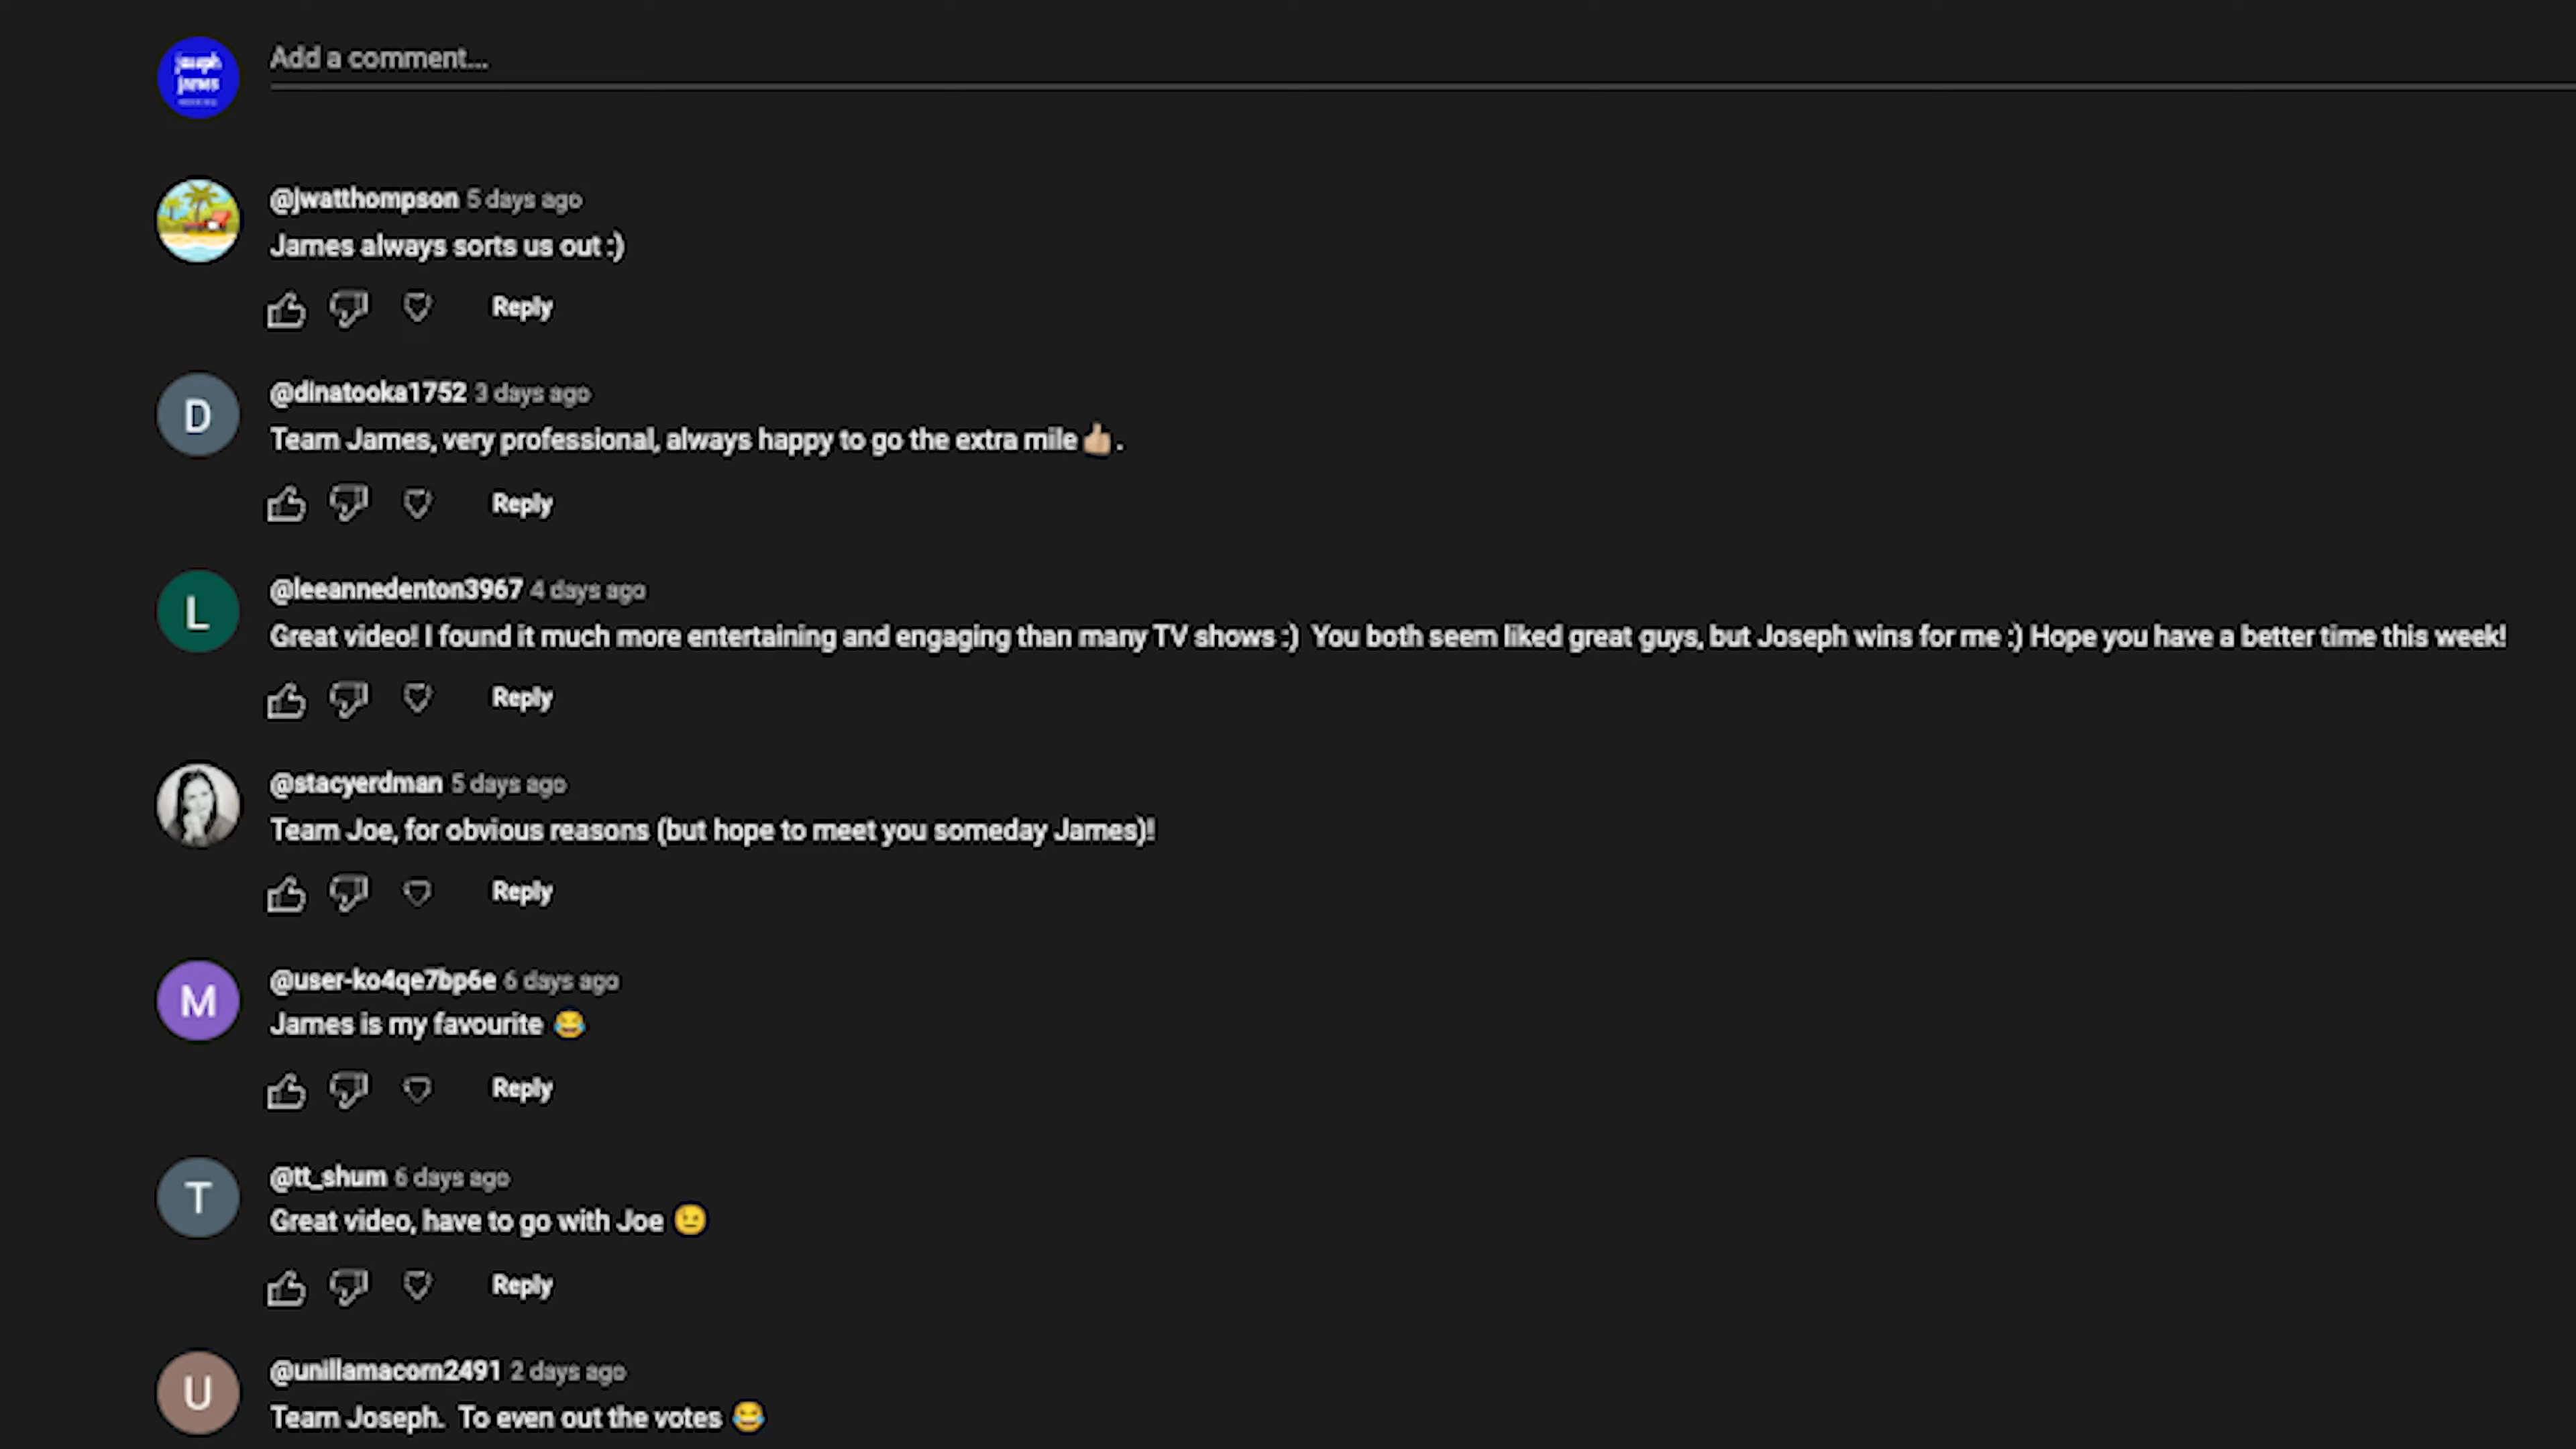 joseph
james
Add a comment...
@jwatthompson 5 days ago
James always sorts us out :)
Reply
D
@dinatooka1752 3 days ago
Team James, very professional, always happy to go the extra mile👍🏼.
Reply
L
@leeannedenton3967 4 days ago
Great video! I found it much more entertaining and engaging than many TV shows :)  You both seem liked great guys, but Joseph wins for me :) Hope you have a better time this week!
Reply
@stacyerdman 5 days ago
Team Joe, for obvious reasons (but hope to meet you someday James)!
Reply
M
@user-ko4qe7bp6e 6 days ago
James is my favourite 😂
Reply
T
@tt_shum 6 days ago
Great video, have to go with Joe 😉
Reply
U
@unillamacorn2491 2 days ago
Team Joseph.  To even out the votes 😂